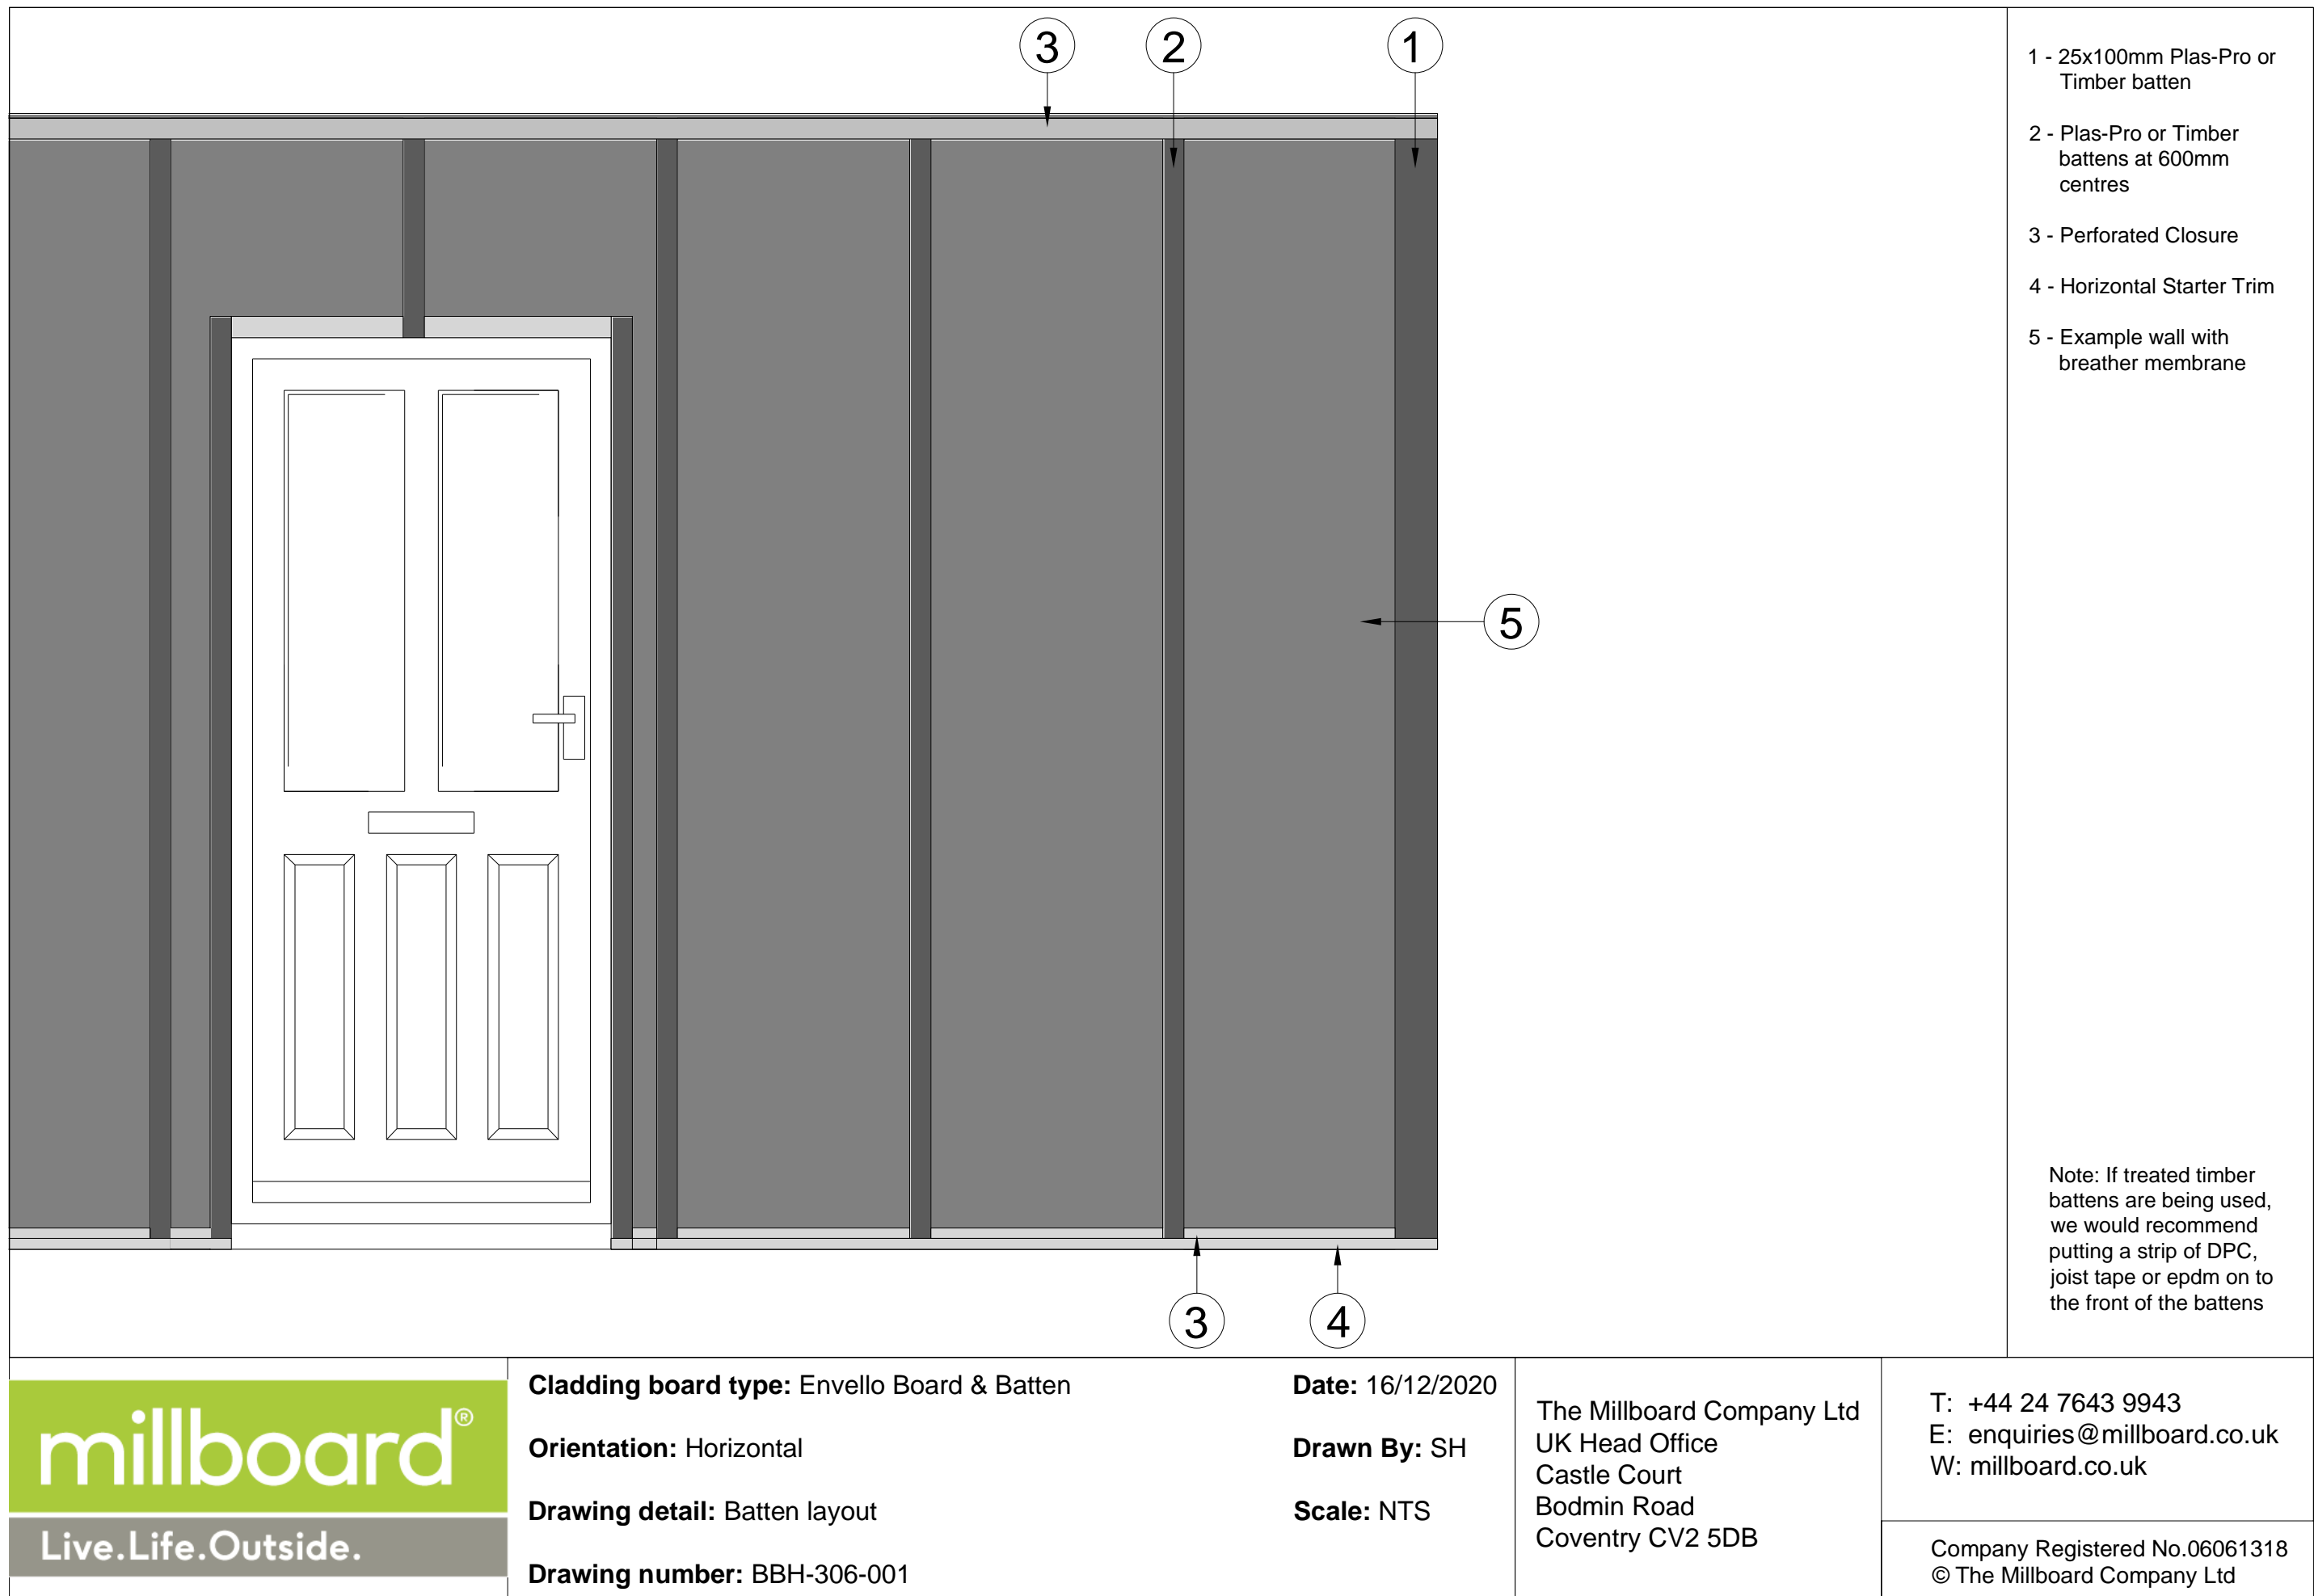 3
2
1
5
3
4
1 - 25x100mm Plas-Pro or
Timber batten
2 - Plas-Pro or Timber
battens at 600mm
centres
3 - Perforated Closure
4 - Horizontal Starter Trim
5 - Example wall with
breather membrane
Note: If treated timber
battens are being used,
we would recommend
putting a strip of DPC,
joist tape or epdm on to
the front of the battens
millboard®
Live.Life.Outside.
Cladding board type: Envello Board & Batten
Orientation: Horizontal
Drawing detail: Batten layout
Drawing number: BBH-306-001
Date: 16/12/2020
Drawn By: SH
Scale: NTS
The Millboard Company Ltd
UK Head Office
Castle Court
Bodmin Road
Coventry CV2 5DB
T: +44 24 7643 9943
E: enquiries@millboard.co.uk
W: millboard.co.uk
Company Registered No.06061318
© The Millboard Company Ltd